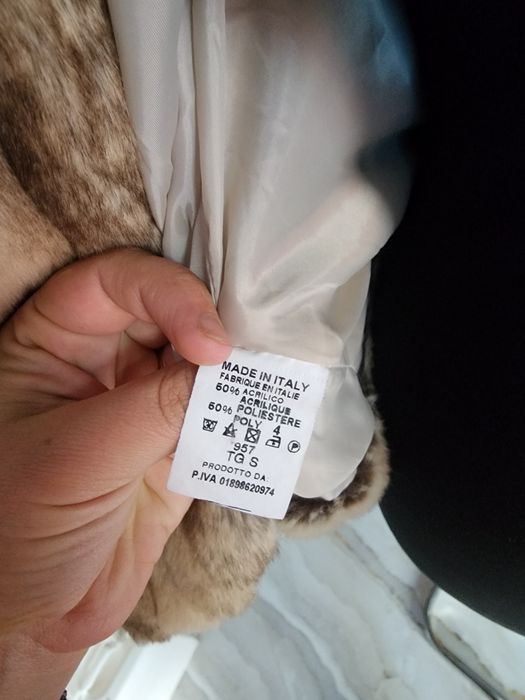 MADE IN ITALY
FABRIQUE EN ITALIE
50% ACRILICO
ACRILIQUE
50% POLIESTERE
POLY
4
P
957
TG S
PRODOTTO DA:
P.IVA 01898620974